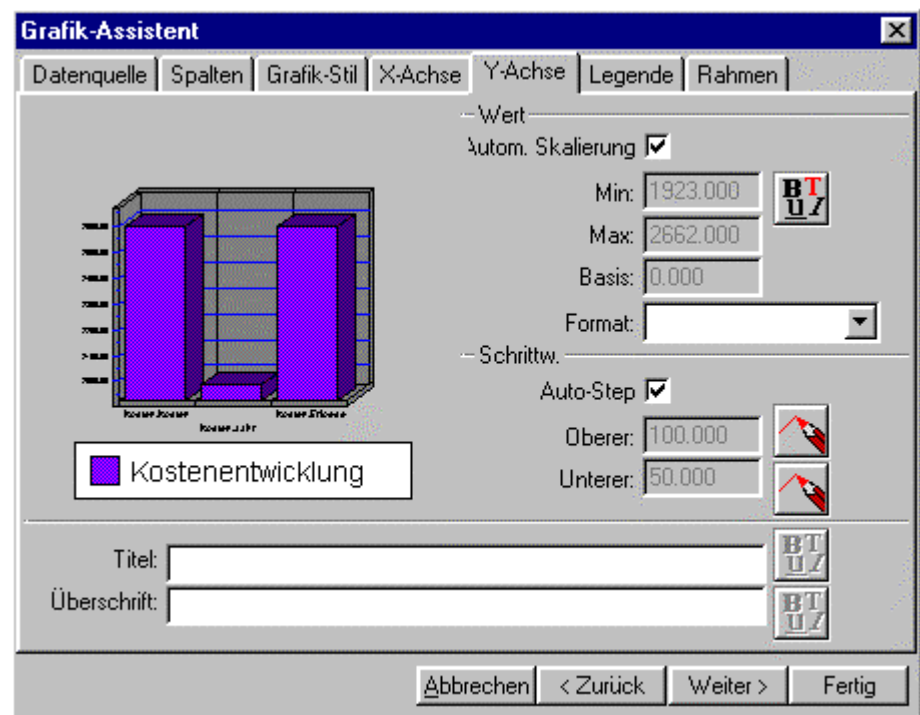 Grafik-Assistent
Datenquelle Spalten Grafik-Stil X-Achse Y-Achse Legende Rahmen
Wert
Autom. Skalierung
Min: 1923.000
Max: 2662.000
Basis: 0.000
Format:
Schrittw.
Auto-Step
Oberer: 100.000
Unterer: 50.000
Kostenentwicklung
Titel:
Überschrift:
Abbrechen < Zurück Weiter > Fertig